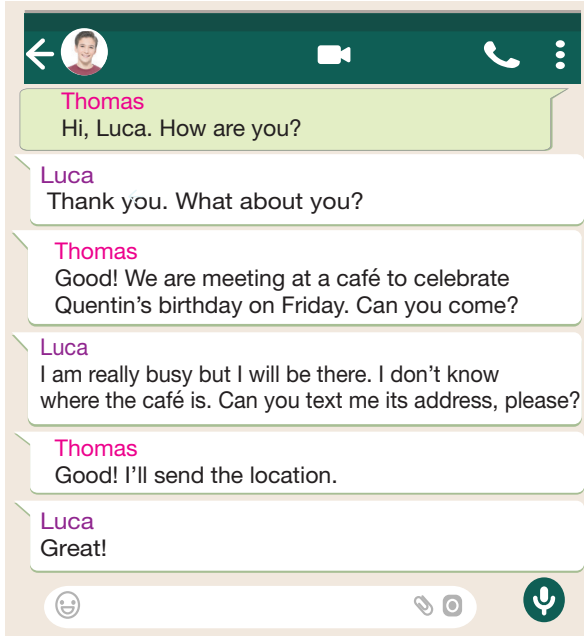 Thomas
Hi, Luca. How are you?
Luca
Thank you. What about you?
Thomas
Good! We are meeting at a café to celebrate
Quentin’s birthday on Friday. Can you come?
Luca
I am really busy but I will be there. I don’t know
where the café is. Can you text me its address, please?
Thomas
Good! I’ll send the location.
Luca
Great!